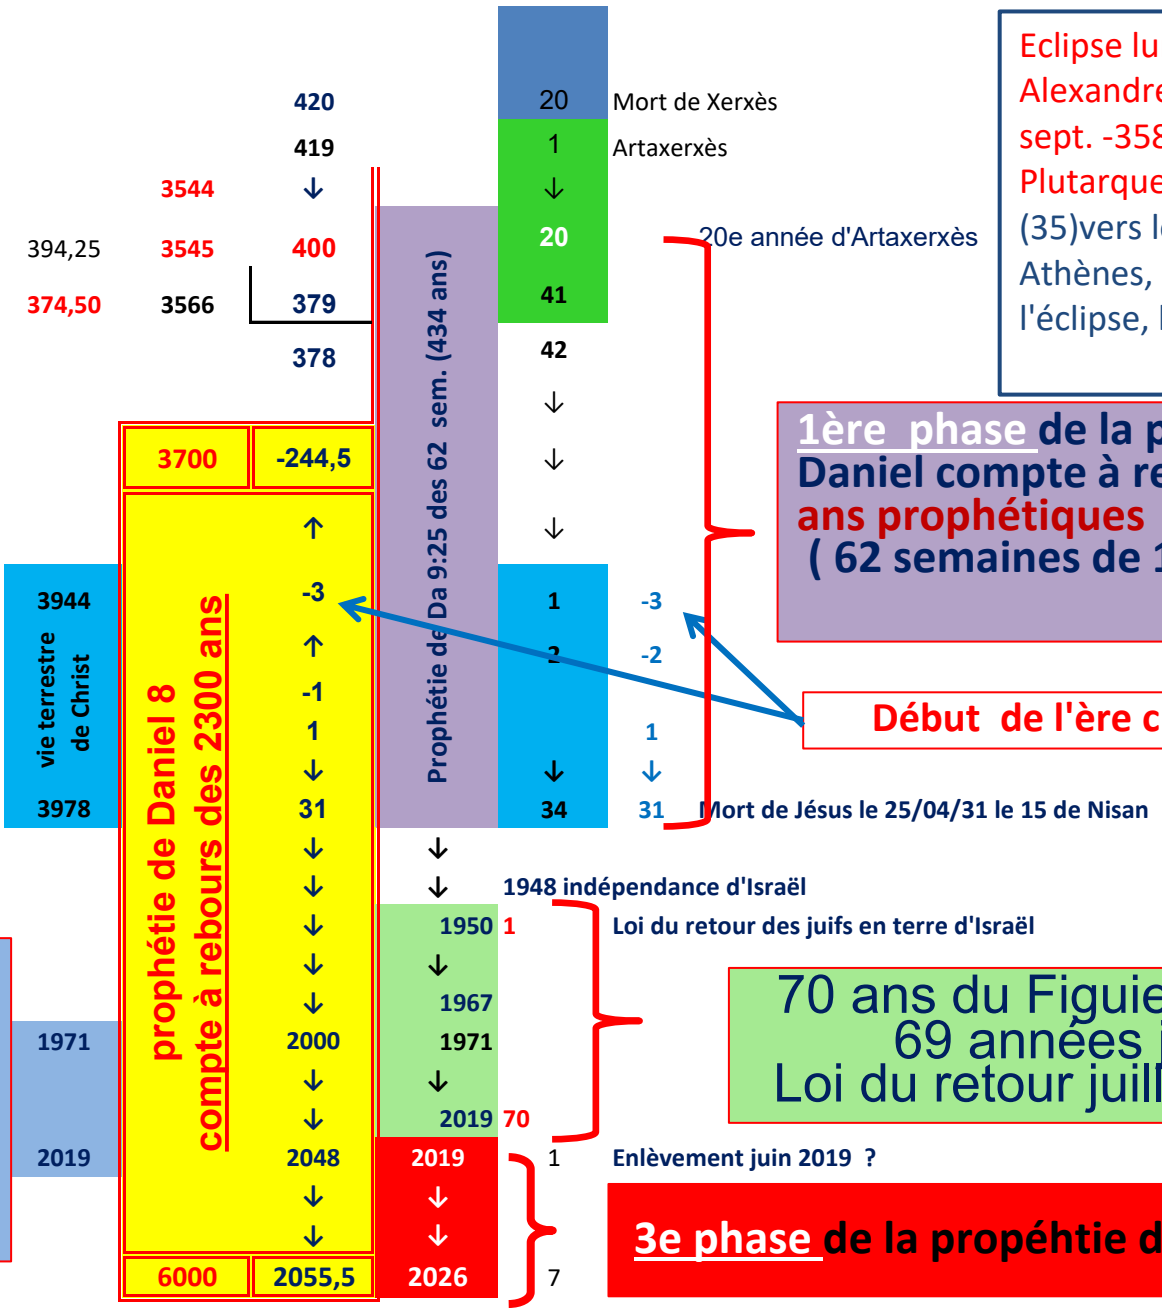 Eclipse lu
Alexandre
sept. -358
Plutarque
(35)vers l
Athènes,
l'éclipse, l
420 20 Mort de Xerxès
419 1 Artaxerxès
3544 ↓ ↓
394,25 3545 400 20 20e année d'Artaxerxès
374,50 3566 379 41
378 42
↓
3700 -244,5 ↓
↑ ↓
3944 -3 1 -3
↑ 2 -2
-1
1 1
↓ ↓ ↓
3978 31 34 31 Mort de Jésus le 25/04/31 le 15 de Nisan
vie terrestre
de Christ
prophétie de Daniel 8
compte à rebours des 2300 ans
Prophétie de Da 9:25 des 62 sem. (434 ans)
1ère phase de la p
Daniel compte à re
ans prophétiques
( 62 semaines de 1
Début de l'ère c
↓ ↓
↓ ↓ 1948 indépendance d'Israël
↓ 1950 1 Loi du retour des juifs en terre d'Israël
↓ ↓
↓ 1967
1971 2000 1971
↓ ↓
↓ 2019 70
70 ans du Figuie
69 années i
Loi du retour juill
2019 2048 2019 1 Enlèvement juin 2019 ?
↓ ↓
↓ ↓
6000 2055,5 2026 7
3e phase de la propéhtie d